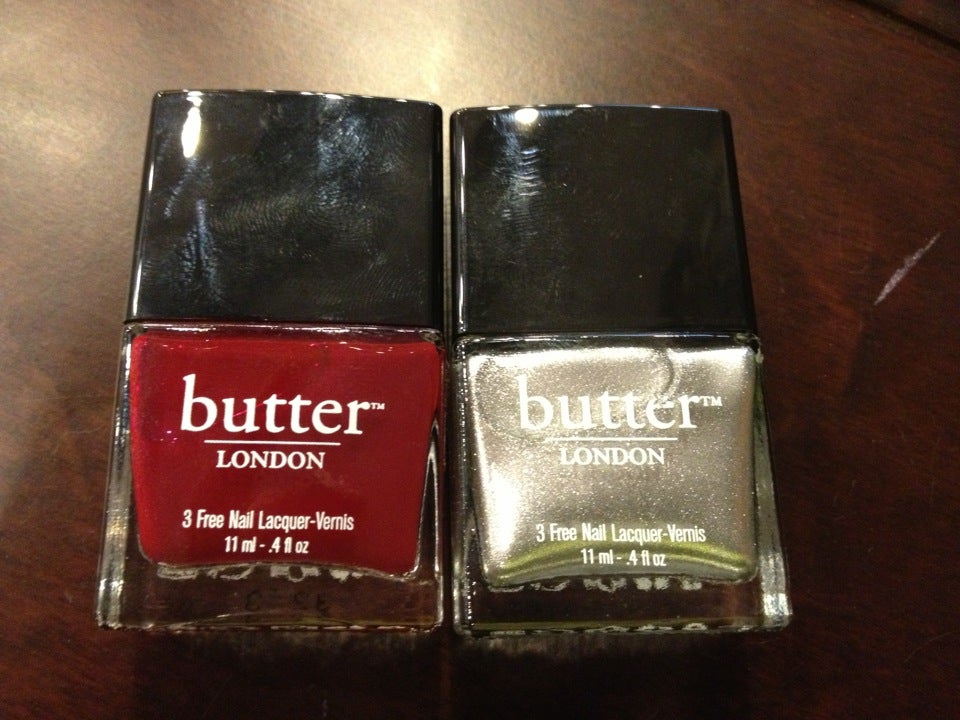 butter™
LONDON
3 Free Nail Lacquer-Vernis
11 ml - .4 fl oz
butter™
LONDON
3 Free Nail Lacquer-Vernis
11 ml - .4 fl oz